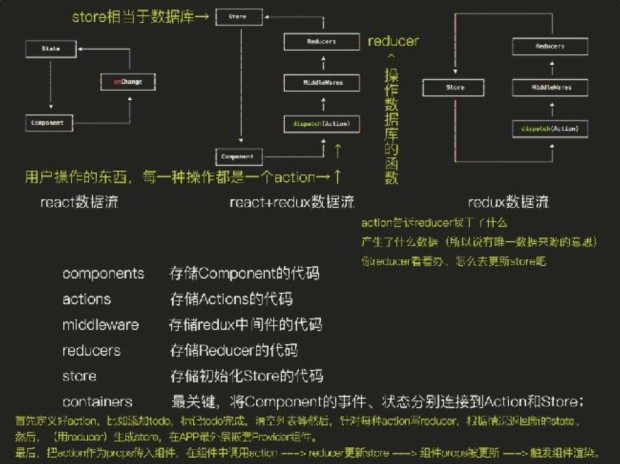 store相当于数据库→
Store
State
onChange
Component
Reducers
MiddleWares
dispatch(Action)
Component
reducer
<
操作数据库的函数
Reducers
MiddleWares
dispatch(Action)
Store
用户操作的东西，每一种操作都是一个action→↑
react数据流
react+redux数据流
redux数据流
action告诉reducer我干了什么
产生了什么数据（所以说有唯一数据来源的意思）
你reducer看着办、怎么去更新store吧
components 存储Component的代码
actions 存储Actions的代码
middleware 存储redux中间件的代码
reducers 存储Reducer的代码
store 存储初始化Store的代码
containers 最关键，将Component的事件、状态分别连接到Action和Store；
首先定义好action，比如添加todo，标记todo完成，清空列表等然后，针对每种action写reducer，根据情况返回新的state。
然后，（用reducer）生成store，在APP最外层嵌套Provider组件。
最后，把action作为props传入组件，在组件中调用action ---> reducer更新store ---> 组件props被更新 ---> 触发组件渲染。